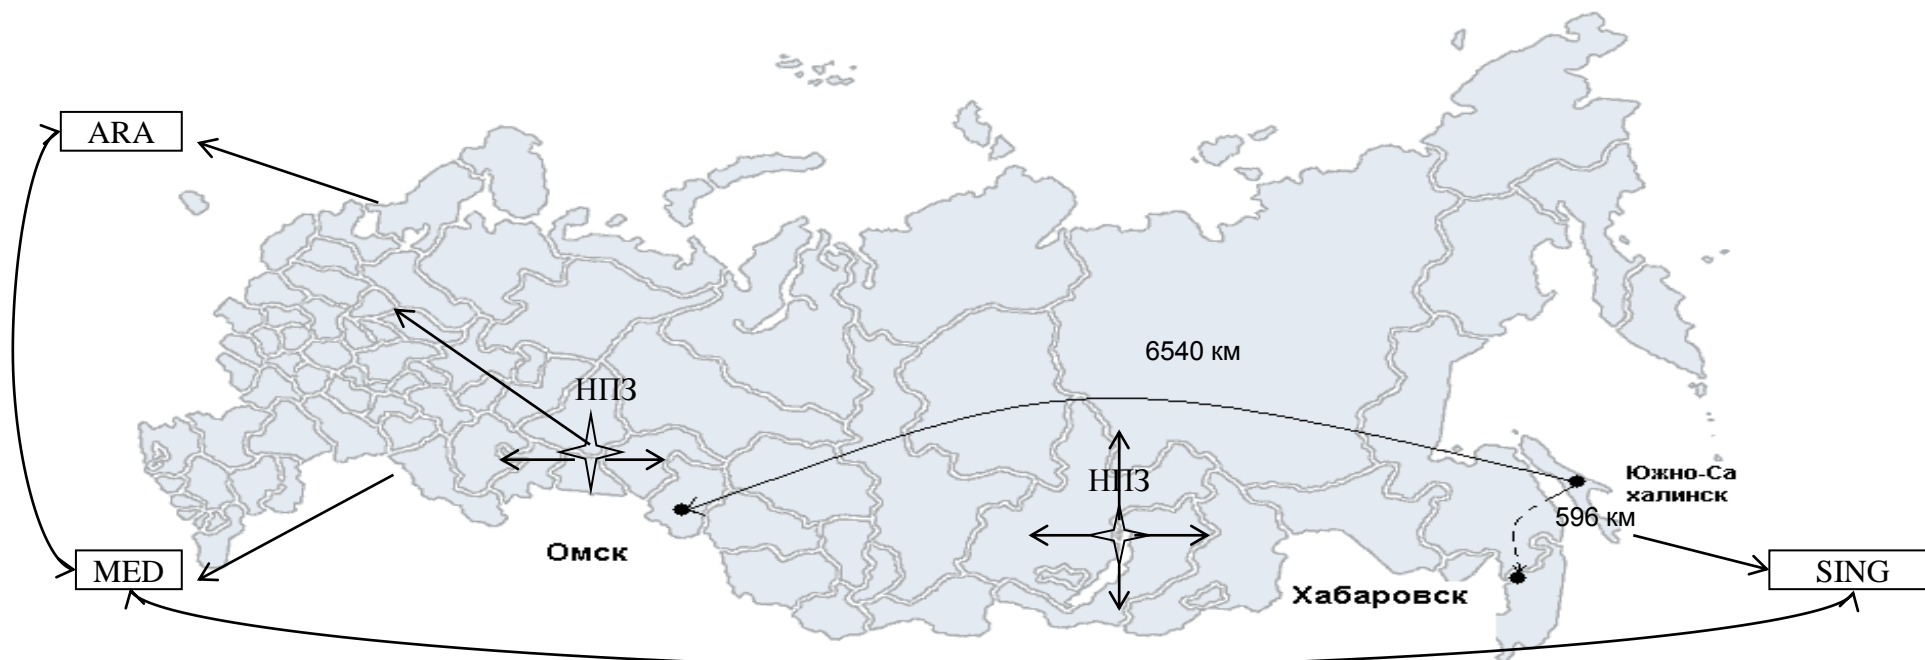 ARA
6540 км
НПЗ
НПЗ
Южно-Са
халинск
596 км
Омск
MED
SING
Хабаровск